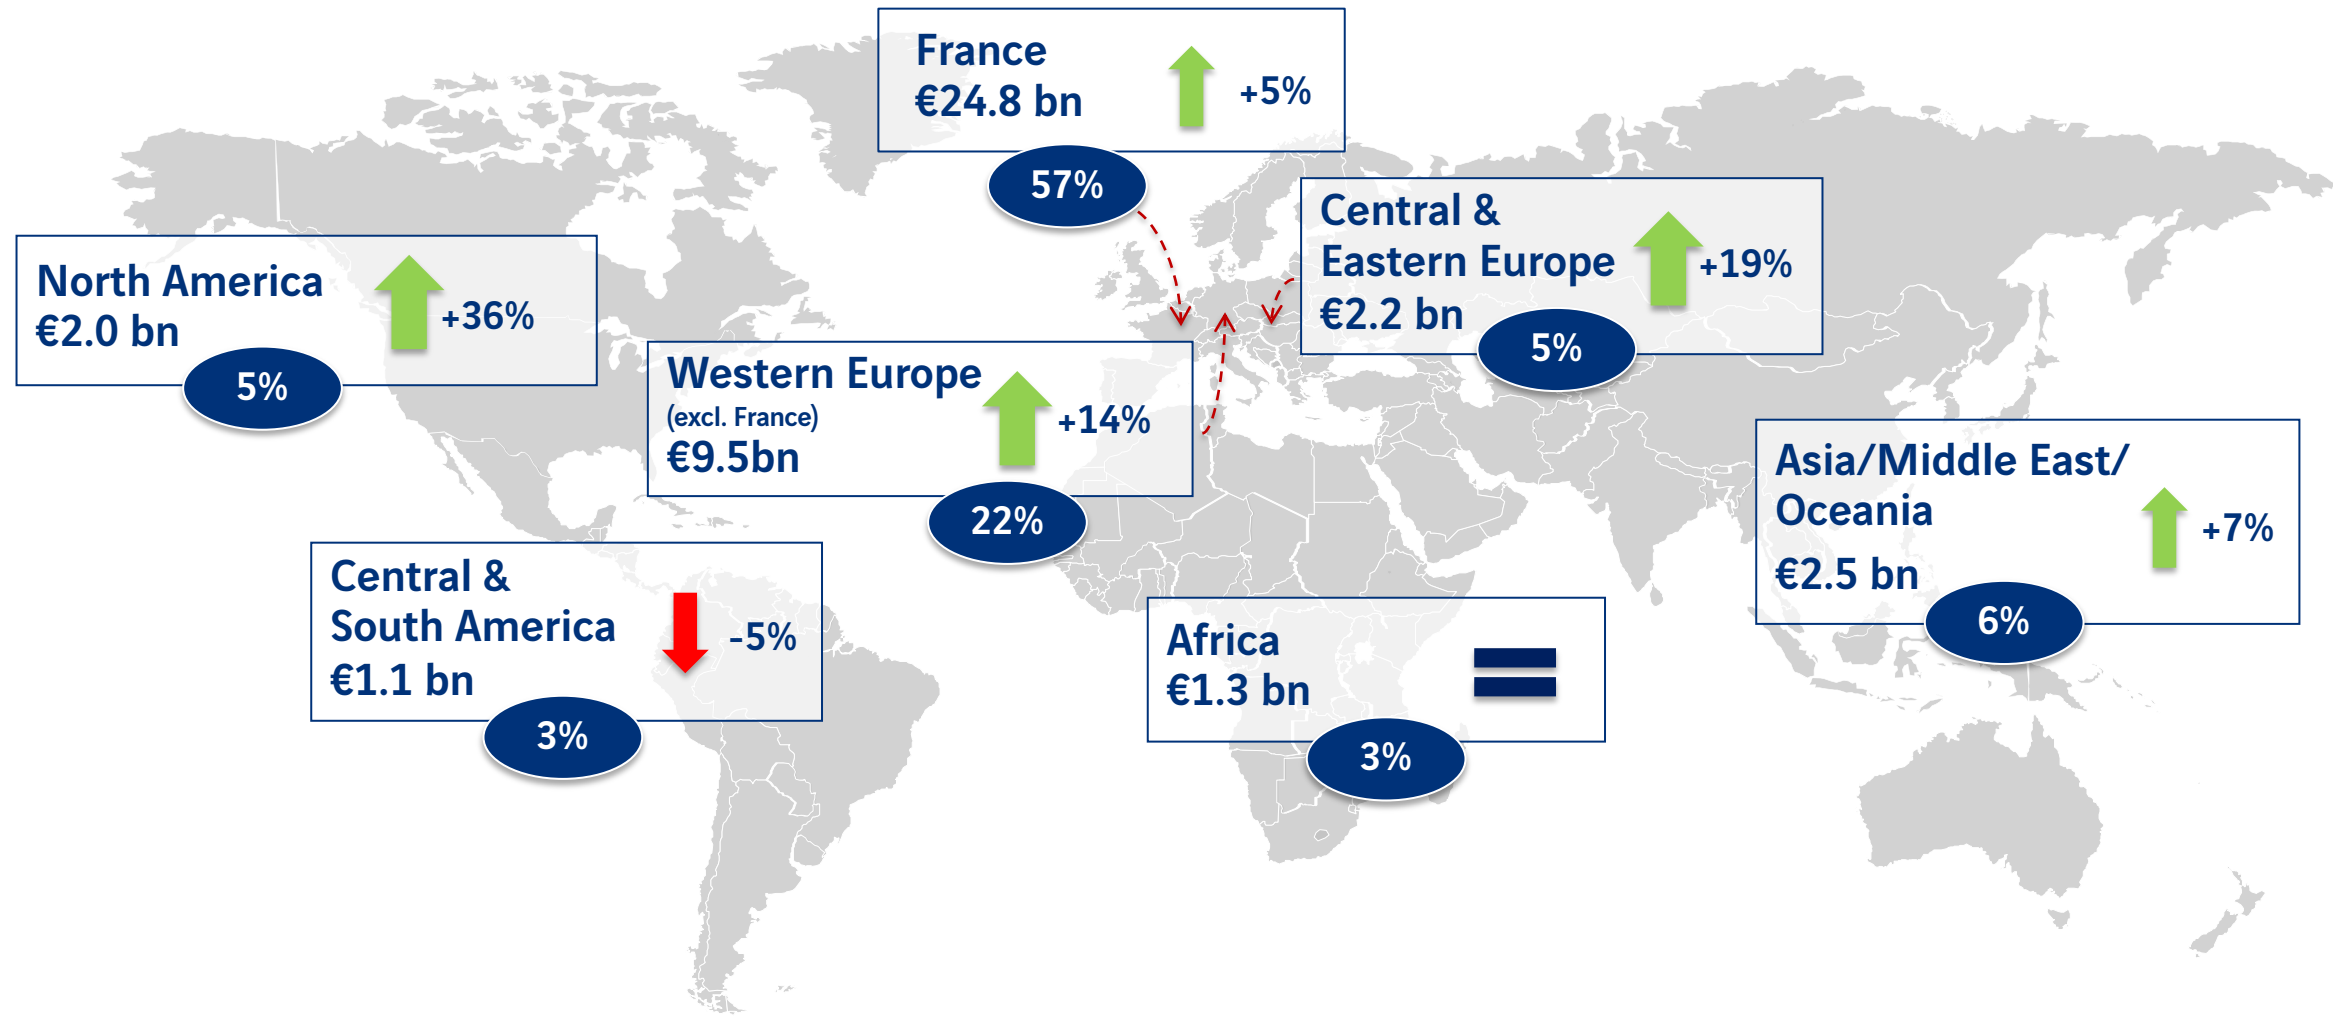 France
€24.8 bn
+5%
57%
Central &
Eastern Europe
€2.2 bn
+19%
5%
North America
€2.0 bn
+36%
5%
Western Europe
(excl. France)
€9.5bn
+14%
22%
Asia/Middle East/
Oceania
€2.5 bn
+7%
6%
Central &
South America
€1.1 bn
-5%
3%
Africa
€1.3 bn
=
3%